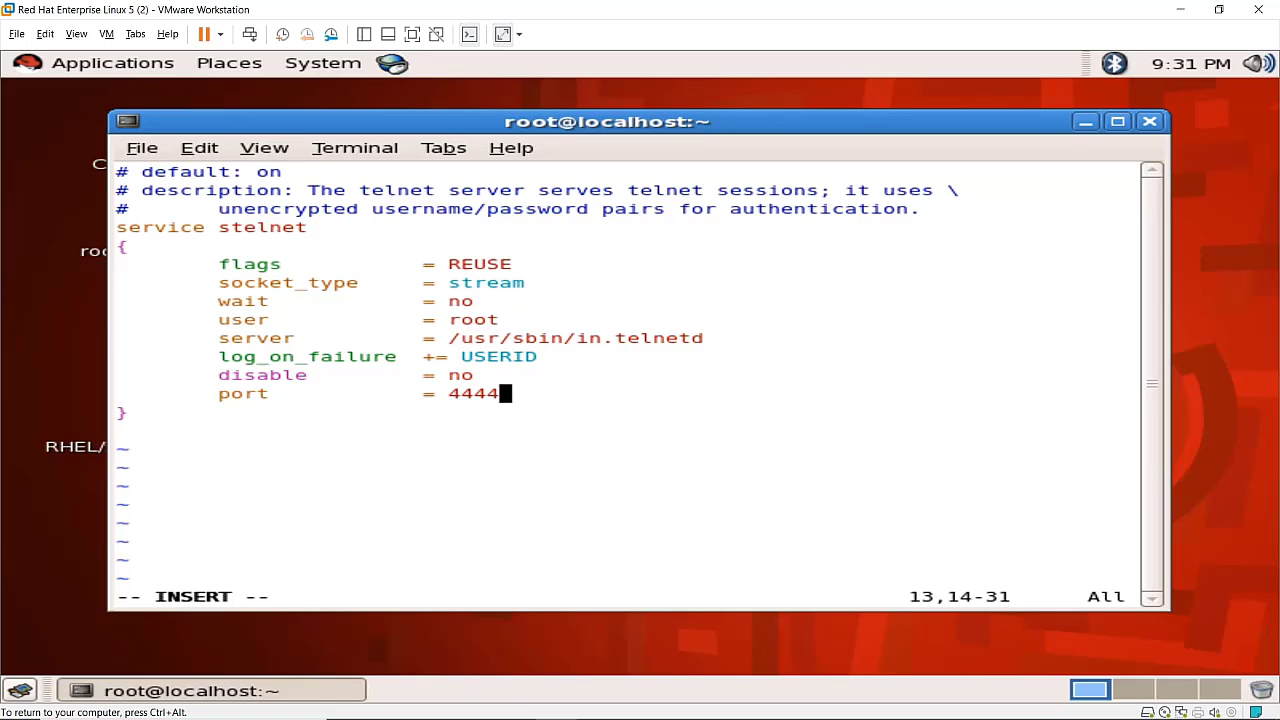 Red Hat Enterprise Linux 5 (2) - VMware Workstation
File Edit View VM Tabs Help
Applications Places System 9:31 PM
root@localhost:~
File Edit View Terminal Tabs Help
C
roo
RHEL/
# default: on
# description: The telnet server serves telnet sessions; it uses \
#       unencrypted username/password pairs for authentication.
service stelnet
{
        flags           = REUSE
        socket_type     = stream
        wait            = no
        user            = root
        server          = /usr/sbin/in.telnetd
        log_on_failure  += USERID
        disable         = no
        port            = 4444
}
~
~
~
~
~
~
~
~
-- INSERT -- 13,14-31 All
root@localhost:~
To return to your computer, press Ctrl+Alt.